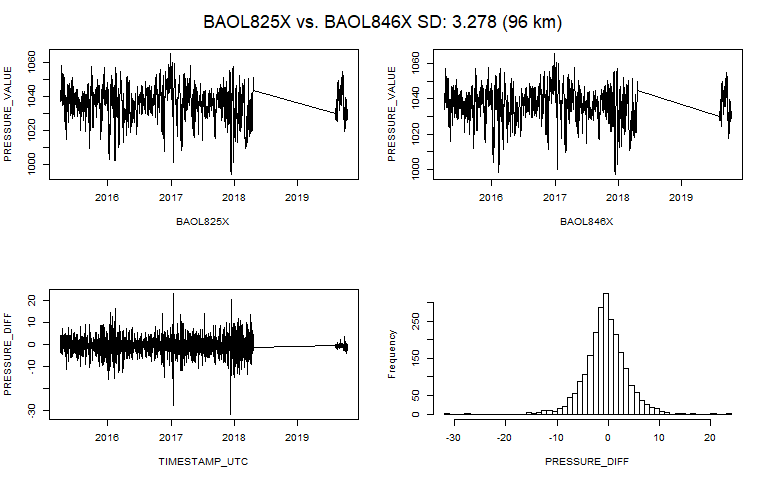 BAOL825X vs. BAOL846X SD: 3.278 (96 km)
PRESSURE_VALUE
1000 1020 1040 1060
2016 2017 2018 2019
BAOL825X
PRESSURE_VALUE
1000 1020 1040 1060
2016 2017 2018 2019
BAOL846X
PRESSURE_DIFF
-30 -10 0 10 20
2016 2017 2018 2019
TIMESTAMP_UTC
Frequency
0 50 150 250
-30 -20 -10 0 10 20
PRESSURE_DIFF